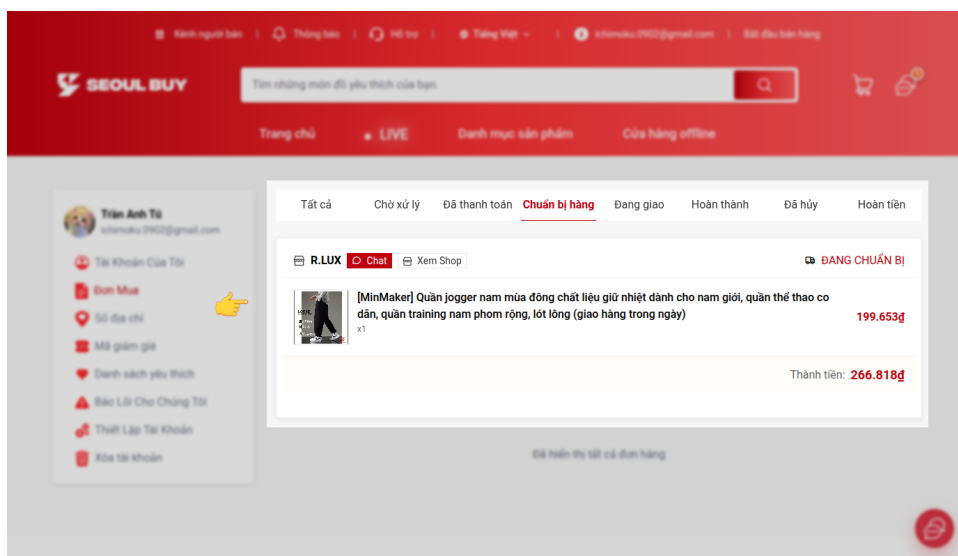 Kênh người bán | Thông báo | Hỗ trợ | Tiếng Việt | ichimoku.0902@gmail.com | Bắt đầu bán hàng
SEOUL BUY
Tìm những món đồ yêu thích của bạn.
Trang chủ • LIVE Danh mục sản phẩm Cửa hàng offline
Trần Anh Tú
ichimoku.0902@gmail.com
Tài Khoản Của Tôi
Đơn Mua
Sổ địa chỉ
Mã giảm giá
Danh sách yêu thích
Báo Lỗi Cho Chúng Tôi
Thiết Lập Tài Khoản
Xóa tài khoản
Tất cả Chờ xử lý Đã thanh toán Chuẩn bị hàng Đang giao Hoàn thành Đã hủy Hoàn tiền
R.LUX Chat Xem Shop ĐANG CHUẨN BỊ
[MinMaker] Quần jogger nam mùa đông chất liệu giữ nhiệt dành cho nam giới, quần thể thao co
dãn, quần training nam phom rộng, lót lông (giao hàng trong ngày) 199.653₫
x1
Thành tiền: 266.818₫
Đã hiển thị tất cả đơn hàng